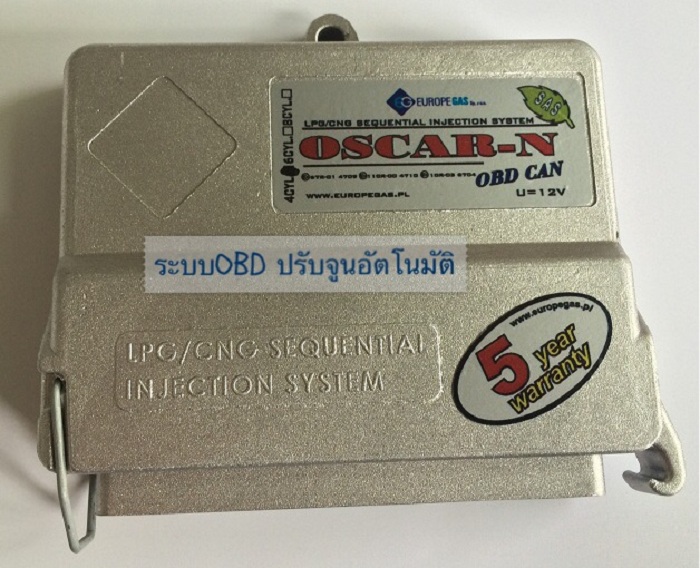 EUROPE GAS Sp. z o.o.
SAS
LPG/CNG SEQUENTIAL INJECTION SYSTEM
OSCAR-N
OBD CAN
4CYL 6CYL 8CYL
WWW.EUROPEGAS.PL
U=12V
ระบบOBD ปรับจูนอัตโนมัติ
LPG/CNG SEQUENTIAL
INJECTION SYSTEM
www.europegas.pl
5 year
warranty